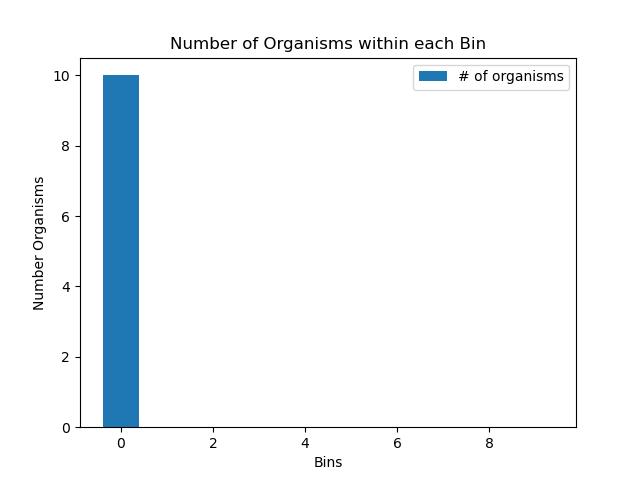 Number of Organisms within each Bin
# of organisms
Number Organisms
10
8
6
4
2
0
0 2 4 6 8
Bins